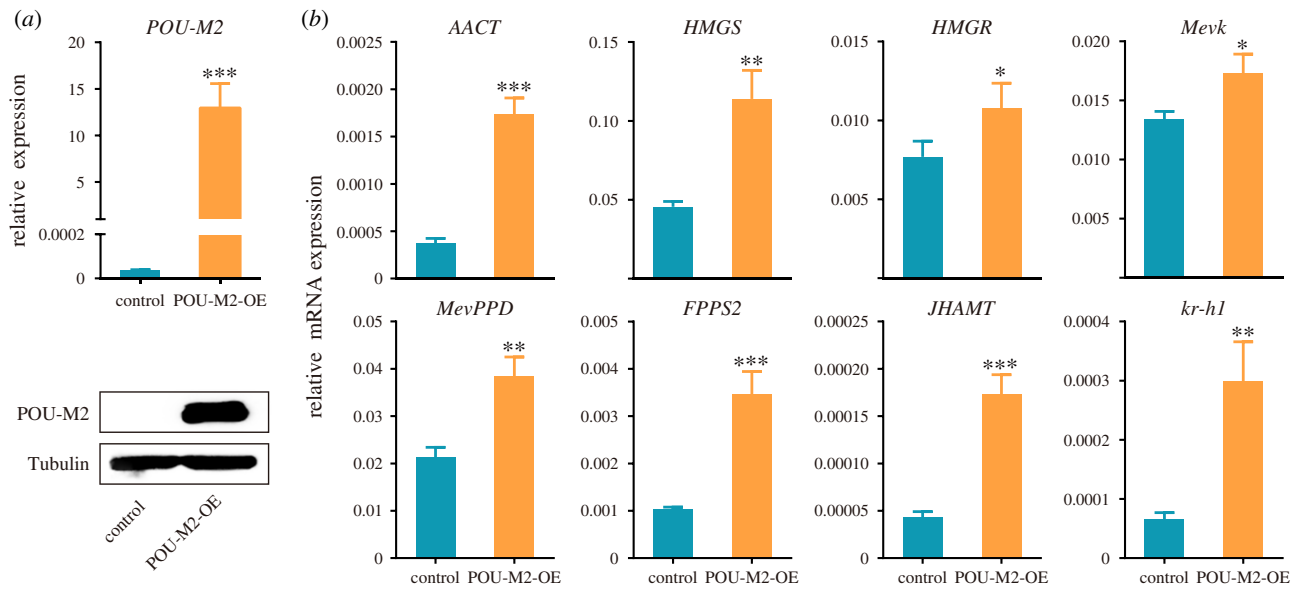 (a)
POU-M2
relative expression
20
15
10
5
0.0002
0
***
control POU-M2-OE
POU-M2
Tubulin
control
POU-M2-OE
(b)
relative mRNA expression
AACT
0.0025
0.0020
0.0015
0.0010
0.0005
0
***
HMGS
0.15
0.10
0.05
0
**
HMGR
0.015
0.010
0.005
*
Mevk
0.020
0.015
0.010
0.005
0
*
MevPPD
0.05
0.04
0.03
0.02
0.01
0
**
control POU-M2-OE
FPPS2
0.005
0.004
0.003
0.002
0.001
0
***
control POU-M2-OE
JHAMT
0.00025
0.00020
0.00015
0.00010
0.00005
0
***
control POU-M2-OE
kr-h1
0.0004
0.0003
0.0002
0.0001
0
**
control POU-M2-OE